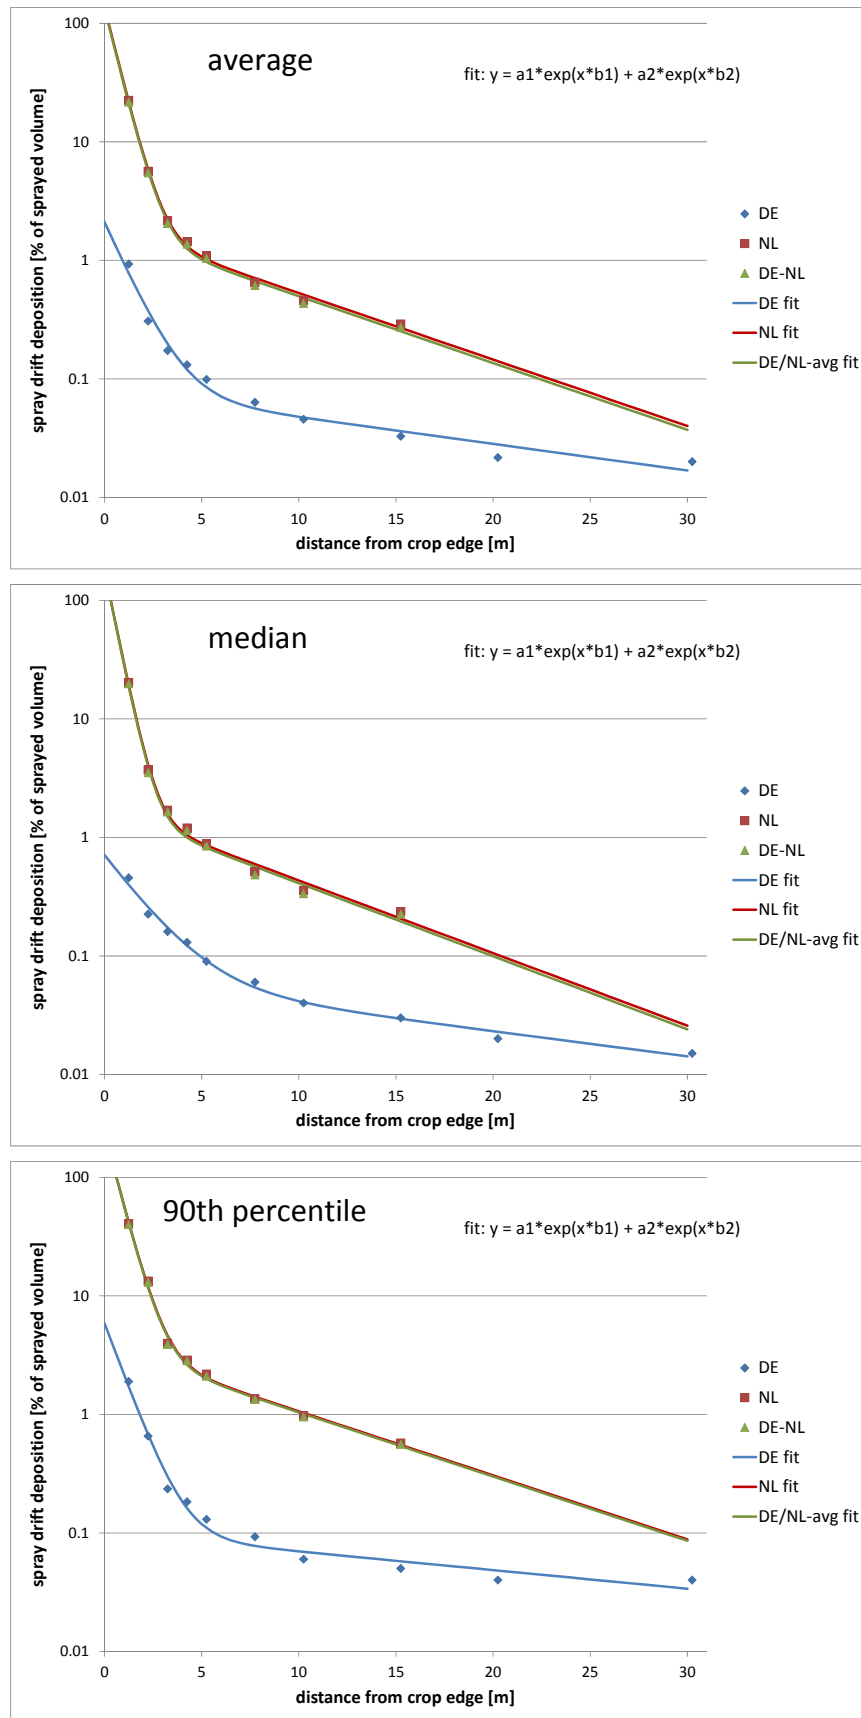 average
fit: y = a1*exp(x*b1) + a2*exp(x*b2)
spray drift deposition [% of sprayed volume]
100
10
1
0.1
0.01
0 5 10 15 20 25 30
distance from crop edge [m]
DE
NL
DE-NL
DE fit
NL fit
DE/NL-avg fit
median
fit: y = a1*exp(x*b1) + a2*exp(x*b2)
spray drift deposition [% of sprayed volume]
100
10
1
0.1
0.01
0 5 10 15 20 25 30
distance from crop edge [m]
DE
NL
DE-NL
DE fit
NL fit
DE/NL-avg fit
90th percentile
fit: y = a1*exp(x*b1) + a2*exp(x*b2)
spray drift deposition [% of sprayed volume]
100
10
1
0.1
0.01
0 5 10 15 20 25 30
distance from crop edge [m]
DE
NL
DE-NL
DE fit
NL fit
DE/NL-avg fit